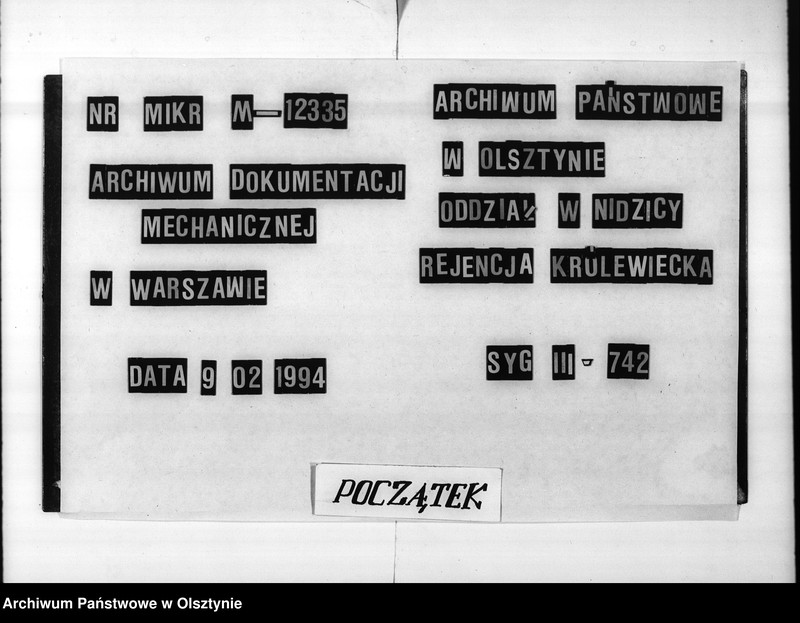 NR MIKR M—12335
ARCHIWUM DOKUMENTACJI
MECHANICZNEJ
W WARSZAWIE
DATA 9 02 1994
ARCHIWUM PAŃSTWOWE
W OLSZTYNIE
ODDZIAŁ W NIDZICY
REJENCJA KRÓLEWIECKA
SYG III - 742
POCZĄTEK
Archiwum Państwowe w Olsztynie